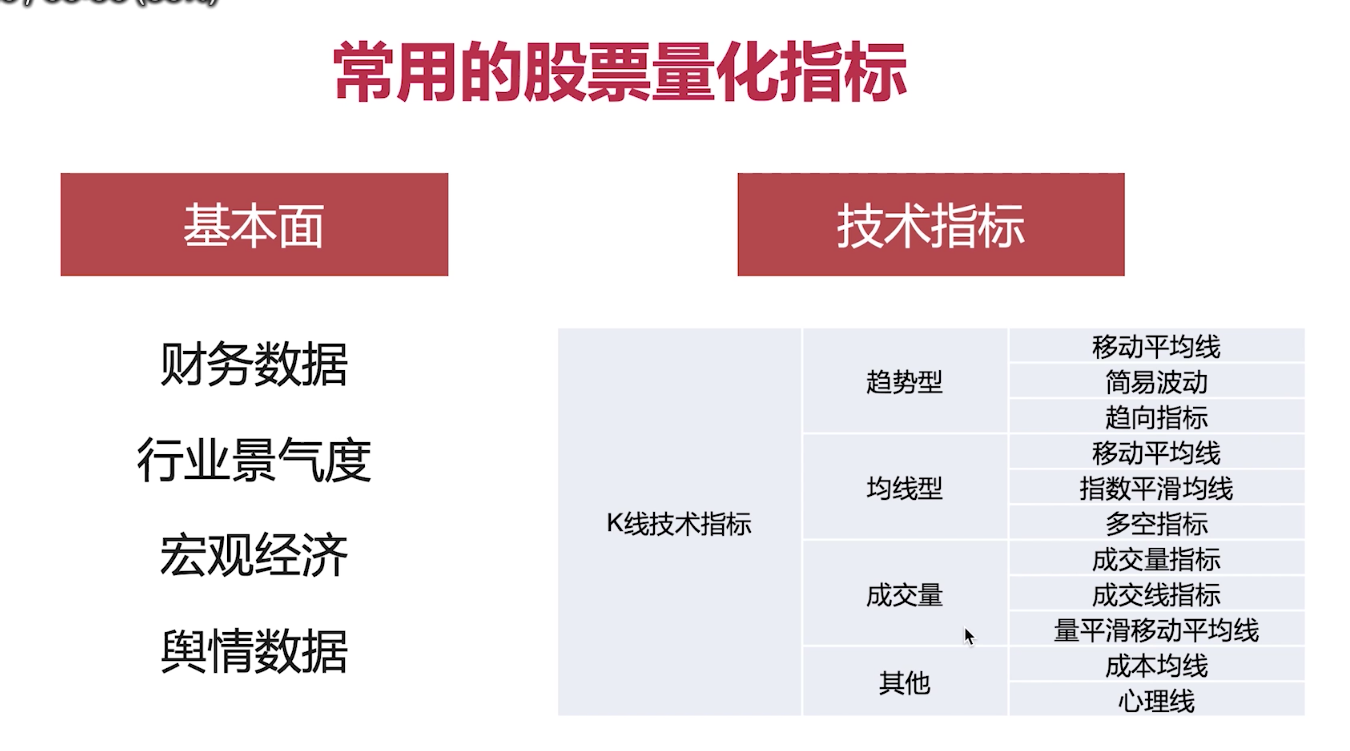 常用的股票量化指标
基本面
技术指标
财务数据
行业景气度
宏观经济
舆情数据
K线技术指标
趋势型
移动平均线
简易波动
趋向指标
均线型
移动平均线
指数平滑均线
多空指标
成交量
成交量指标
成交线指标
量平滑移动平均线
其他
成本均线
心理线